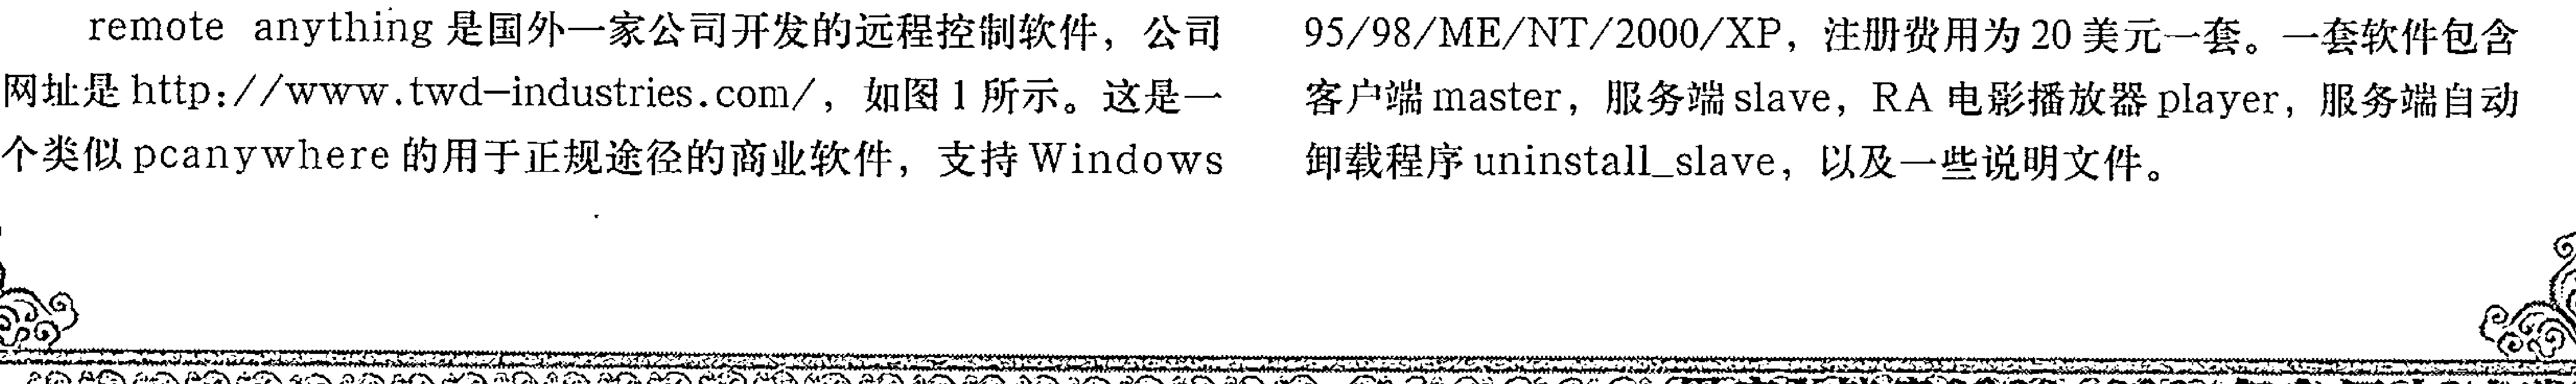 remote anything 是国外一家公司开发的远程控制软件，公司
网址是 http://www.twd-industries.com/，如图 1 所示。这是一
个类似 pcanywhere 的用于正规途径的商业软件，支持 Windows
95/98/ME/NT/2000/XP，注册费用为 20 美元一套。一套软件包含
客户端 master，服务端 slave，RA 电影播放器 player，服务端自动
卸载程序 uninstall_slave，以及一些说明文件。